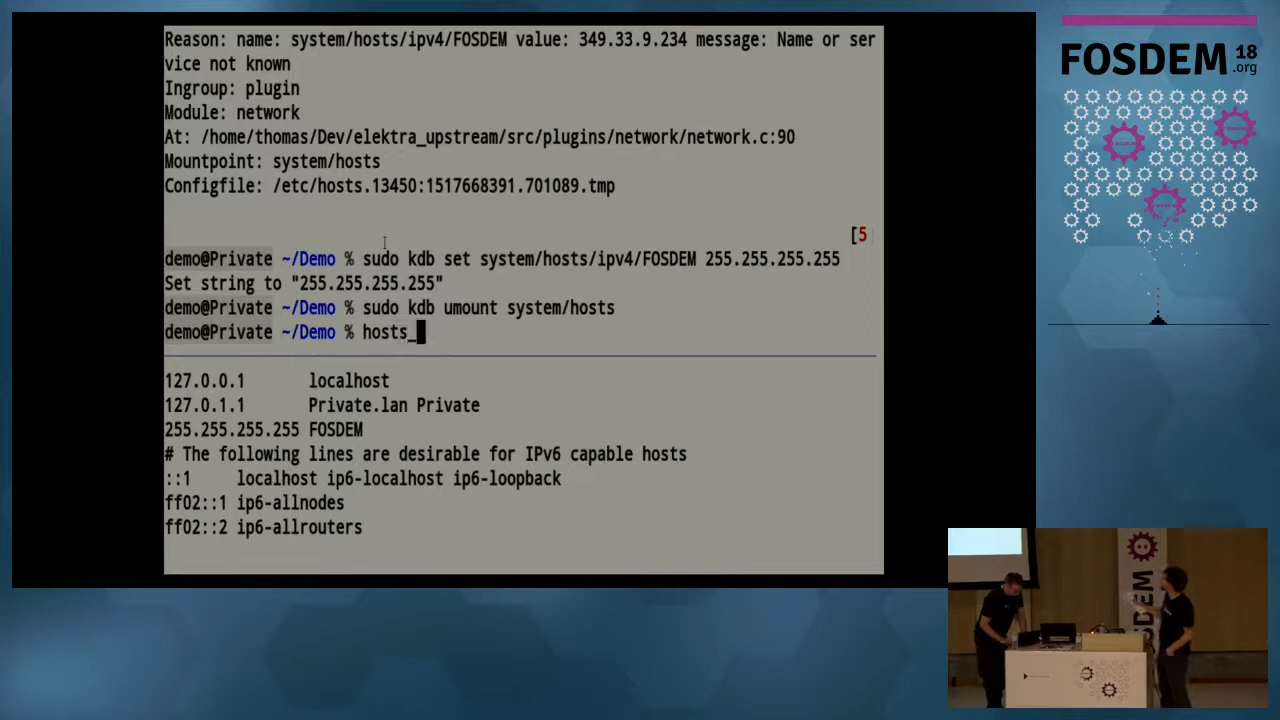 Reason: name: system/hosts/ipv4/FOSDEM value: 349.33.9.234 message: Name or ser
vice not known
Ingroup: plugin
Module: network
At: /home/thomas/Dev/elektra_upstream/src/plugins/network/network.c:90
Mountpoint: system/hosts
Configfile: /etc/hosts.13450:1517668391.701089.tmp
[5
demo@Private ~/Demo % sudo kdb set system/hosts/ipv4/FOSDEM 255.255.255.255
Set string to "255.255.255.255"
demo@Private ~/Demo % sudo kdb umount system/hosts
demo@Private ~/Demo % hosts_
127.0.0.1 localhost
127.0.1.1 Private.lan Private
255.255.255.255 FOSDEM
# The following lines are desirable for IPv6 capable hosts
::1 localhost ip6-localhost ip6-loopback
ff02::1 ip6-allnodes
ff02::2 ip6-allrouters
FOSDEM 18
.org